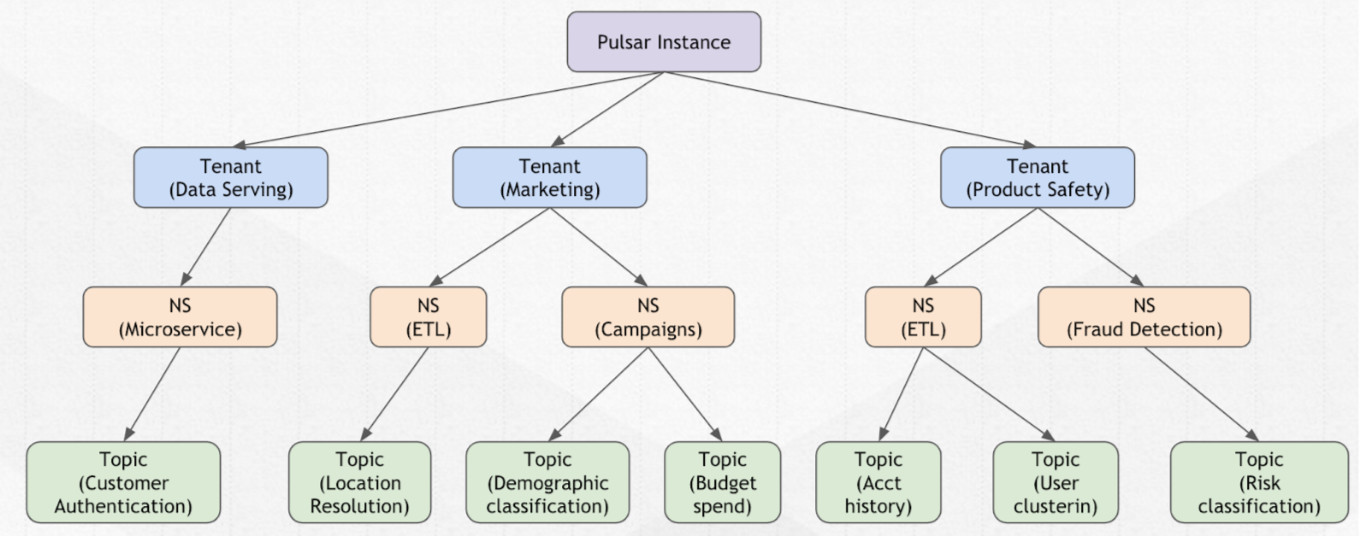 Pulsar Instance
Tenant
(Data Serving)
Tenant
(Marketing)
Tenant
(Product Safety)
NS
(Microservice)
NS
(ETL)
NS
(Campaigns)
NS
(ETL)
NS
(Fraud Detection)
Topic
(Customer
Authentication)
Topic
(Location
Resolution)
Topic
(Demographic
classification)
Topic
(Budget
spend)
Topic
(Acct
history)
Topic
(User
clusterin)
Topic
(Risk
classification)